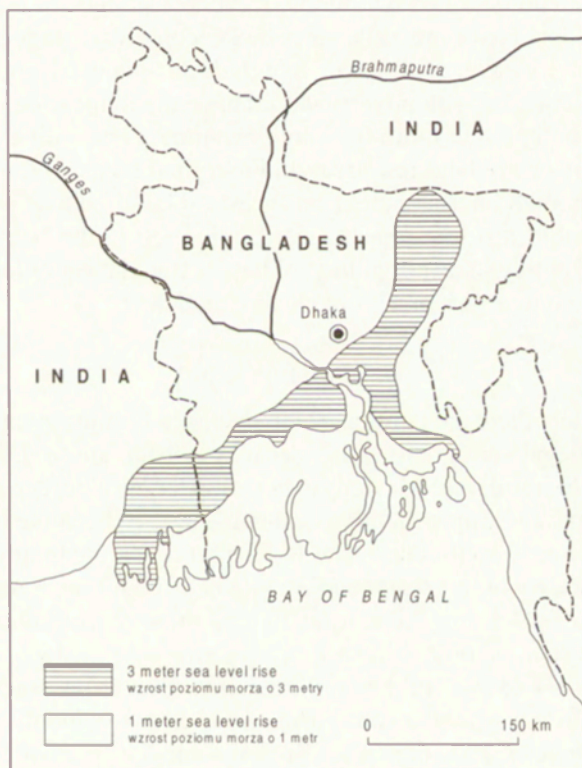 Brahmaputra
INDIA
Ganges
BANGLADESH
Dhaka
INDIA
BAY OF BENGAL
3 meter sea level rise
wzrost poziomu morza o 3 metry
1 meter sea level rise
wzrost poziomu morza o 1 metr
0 150 km